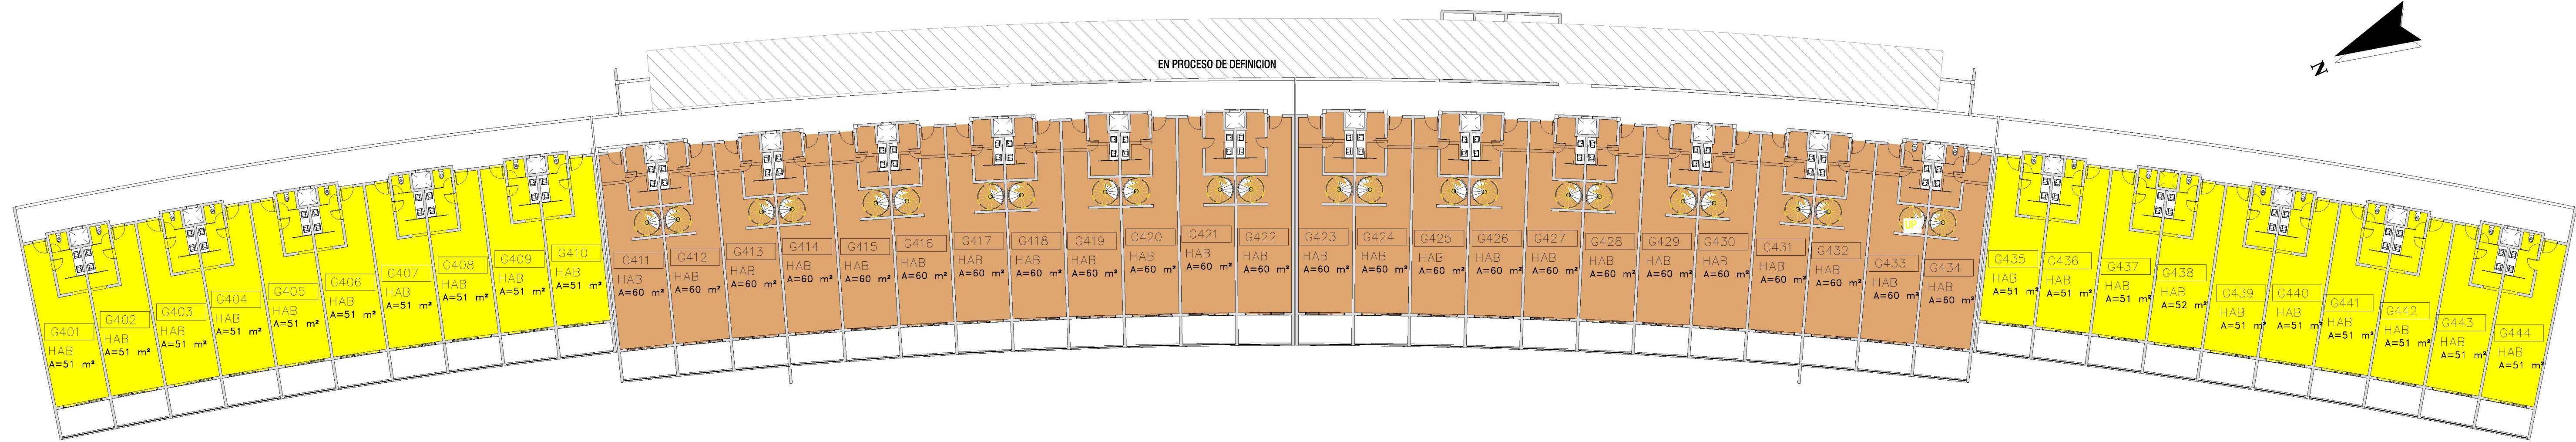 EN PROCESO DE DEFINICION
N
G401
HAB
A=51 m²
G402
HAB
A=51 m²
G403
HAB
A=51 m²
G404
HAB
A=51 m²
G405
HAB
A=51 m²
G406
HAB
A=51 m²
G407
HAB
A=51 m²
G408
HAB
A=51 m²
G409
HAB
A=51 m²
G410
HAB
A=51 m²
G411
HAB
A=60 m²
G412
HAB
A=60 m²
G413
HAB
A=60 m²
G414
HAB
A=60 m²
G415
HAB
A=60 m²
G416
HAB
A=60 m²
G417
HAB
A=60 m²
G418
HAB
A=60 m²
G419
HAB
A=60 m²
G420
HAB
A=60 m²
G421
HAB
A=60 m²
G422
HAB
A=60 m²
G423
HAB
A=60 m²
G424
HAB
A=60 m²
G425
HAB
A=60 m²
G426
HAB
A=60 m²
G427
HAB
A=60 m²
G428
HAB
A=60 m²
G429
HAB
A=60 m²
G430
HAB
A=60 m²
G431
HAB
A=60 m²
G432
HAB
A=60 m²
UP
G433
HAB
A=60 m²
G434
HAB
A=60 m²
G435
HAB
A=51 m²
G436
HAB
A=51 m²
G437
HAB
A=51 m²
G438
HAB
A=52 m²
G439
HAB
A=51 m²
G440
HAB
A=51 m²
G441
HAB
A=51 m²
G442
HAB
A=51 m²
G443
HAB
A=51 m²
G444
HAB
A=51 m²